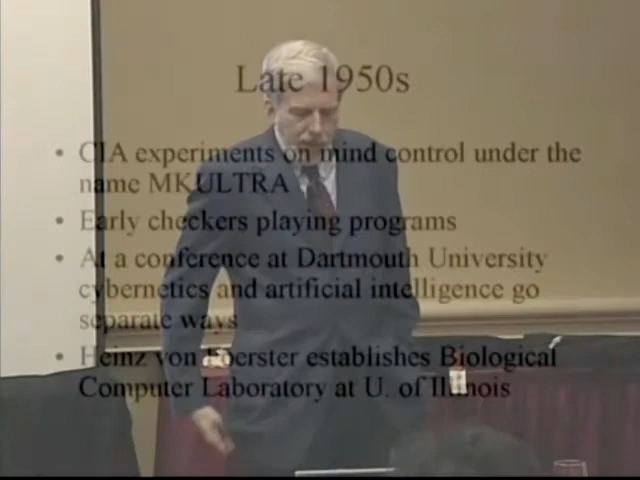 Late 1950s
• CIA experiments on mind control under the
name MKULTRA
• Early checkers playing programs
• At a conference at Dartmouth University
cybernetics and artificial intelligence go
separate ways
• Heinz von Foerster establishes Biological
Computer Laboratory at U. of Illinois